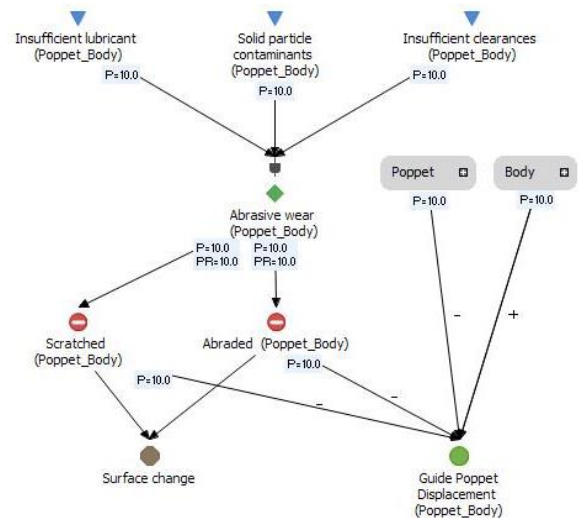 Insufficient lubricant
(Poppet_Body)
Solid particle
contaminants
(Poppet_Body)
Insufficient clearances
(Poppet_Body)
P=10.0
P=10.0
P=10.0
Poppet
Body
P=10.0
P=10.0
Abrasive wear
(Poppet_Body)
P=10.0
PR=10.0
P=10.0
PR=10.0
–
+
Scratched
(Poppet_Body)
Abraded (Poppet_Body)
P=10.0
P=10.0
–
–
Surface change
Guide Poppet
Displacement
(Poppet_Body)